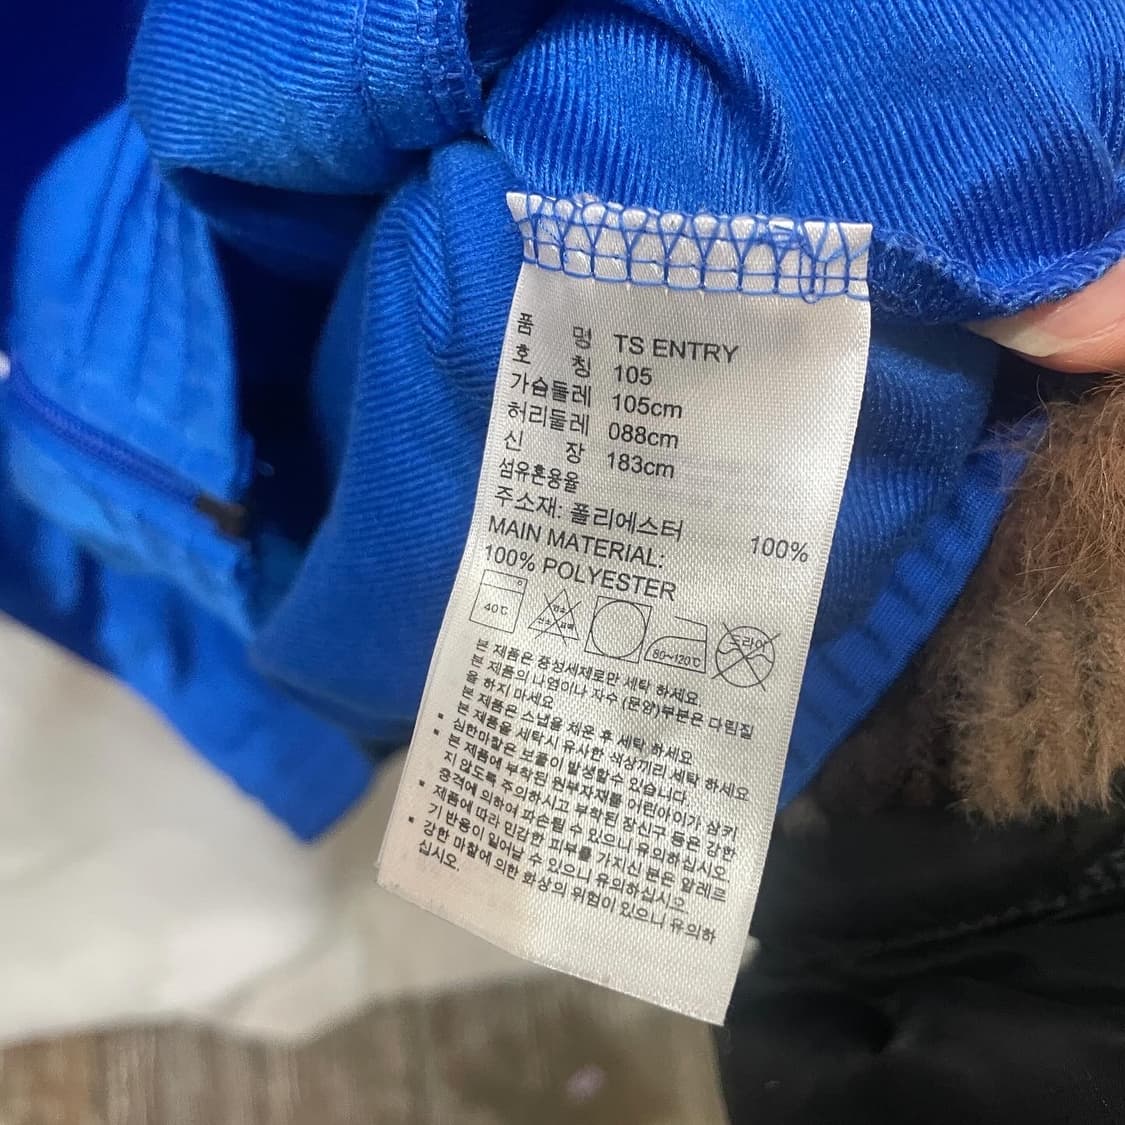 품 명 TS ENTRY
호 칭 105
가슴둘레 105cm
허리둘레 088cm
신 장 183cm
섬유혼용율
주소재: 폴리에스터 100%
MAIN MATERIAL:
100% POLYESTER
40℃ 80~120℃ 드라이
본 제품은 중성세제로만 세탁 하세요
본 제품의 나염이나 자수 (문양)부분은 다림질
을 하지 마세요
본 제품은 스냅을 채운 후 세탁 하세요
본 제품을 세탁시 유사한 색상끼리 세탁 하세요
▪ 심한마찰은 보풀이 발생할수 있습니다.
▪ 본 제품에 부착된 원부자재를 어린아이가 삼키
지 않도록 주의하시고 부착된 장신구 등은 강한
충격에 의하여 파손될 수 있으니 유의하십시오
▪ 제품에 따라 민감한 피부를 가지신 분은 알레르
기 반응이 일어날 수 있으니 유의하십시오.
▪ 강한 마찰에 의한 화상의 위험이 있으니 유의하
십시오.